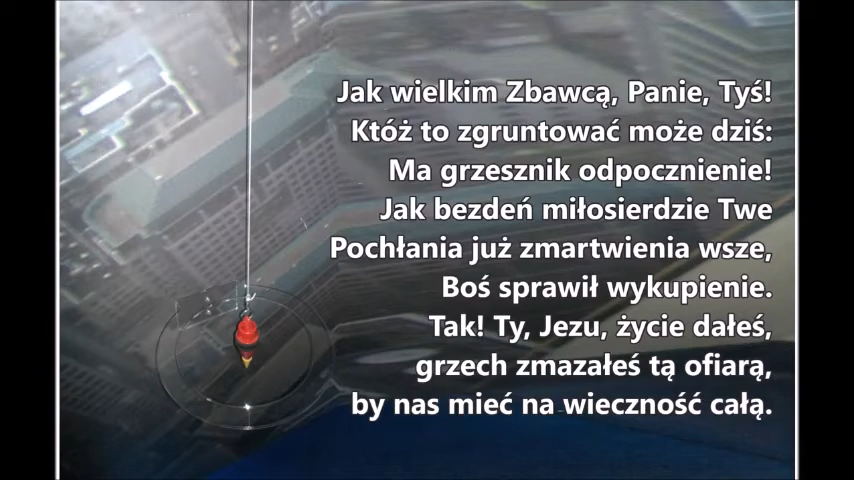 Jak wielkim Zbawcą, Panie, Tyś!
Któż to zgruntować może dziś:
Ma grzesznik odpocznienie!
Jak bezdeń miłosierdzie Twe
Pochłania już zmartwienia wsze,
Boś sprawił wykupienie.
Tak! Ty, Jezu, życie dałeś,
grzech zmazałeś tą ofiarą,
by nas mieć na wieczność całą.